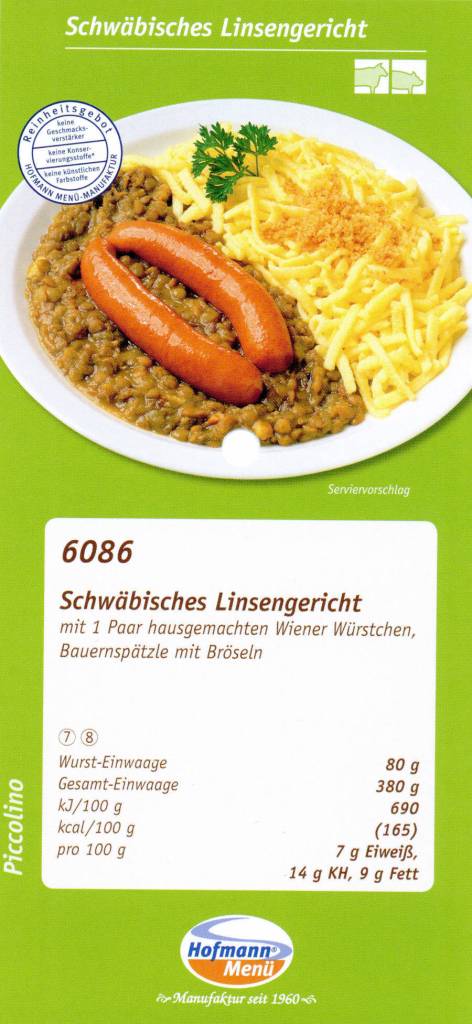 Schwäbisches Linsengericht
Reinheitsgebot
keine
Geschmacks-
verstärker
keine Konser-
vierungsstoffe*
keine künstlichen
Farbstoffe
HOFMANN MENÜ-MANUFAKTUR
Serviervorschlag
6086
Schwäbisches Linsengericht
mit 1 Paar hausgemachten Wiener Würstchen,
Bauernspätzle mit Bröseln
7 8
Wurst-Einwaage 80 g
Gesamt-Einwaage 380 g
kJ/100 g 690
kcal/100 g (165)
pro 100 g 7 g Eiweiß,
14 g KH, 9 g Fett
Piccolino
Hofmann®
Menü
Manufaktur seit 1960